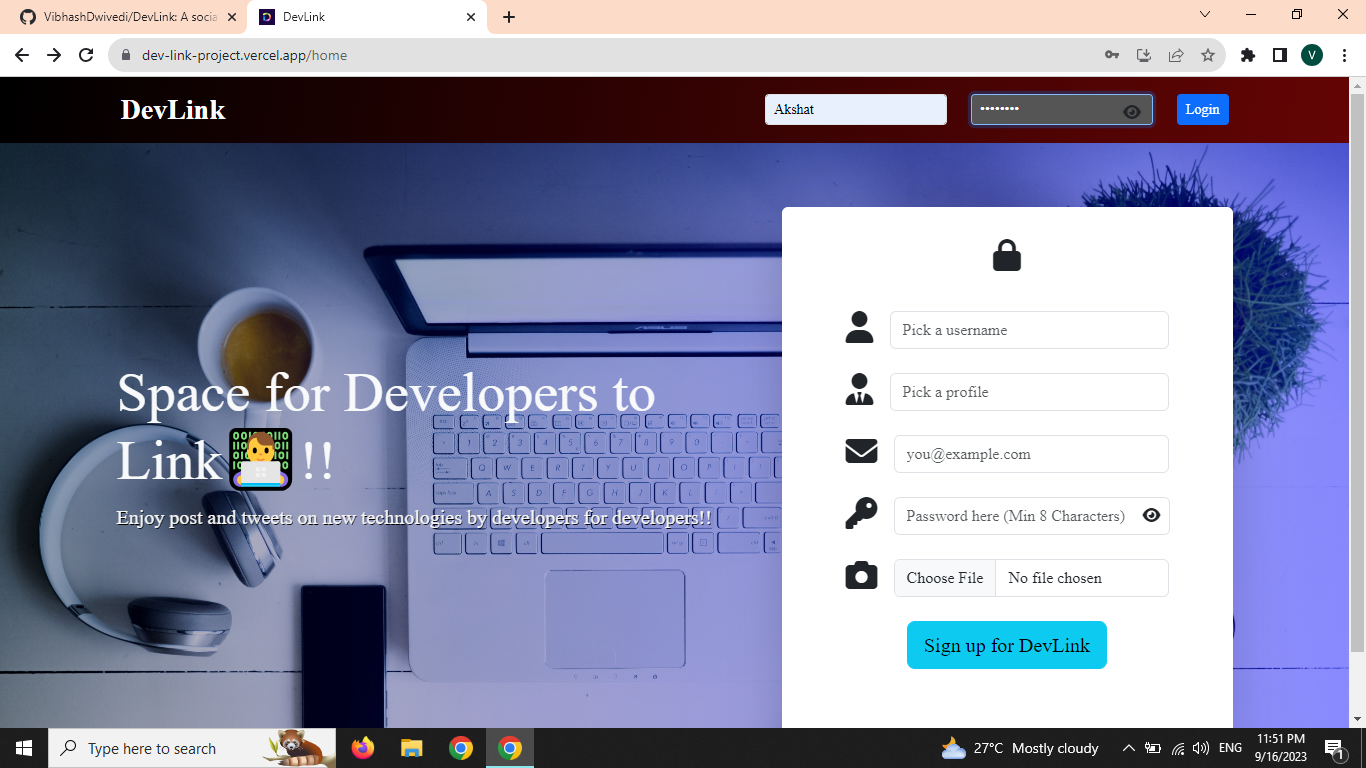 VibhashDwivedi/DevLink: A socia
DevLink
dev-link-project.vercel.app/home
V
DevLink
Akshat
••••••••
Login
Space for Developers to
Link !!
Enjoy post and tweets on new technologies by developers for developers!!
Pick a username
Pick a profile
you@example.com
Password here (Min 8 Characters)
Choose File No file chosen
Sign up for DevLink
Type here to search
27°C Mostly cloudy
ENG
11:51 PM
9/16/2023
1